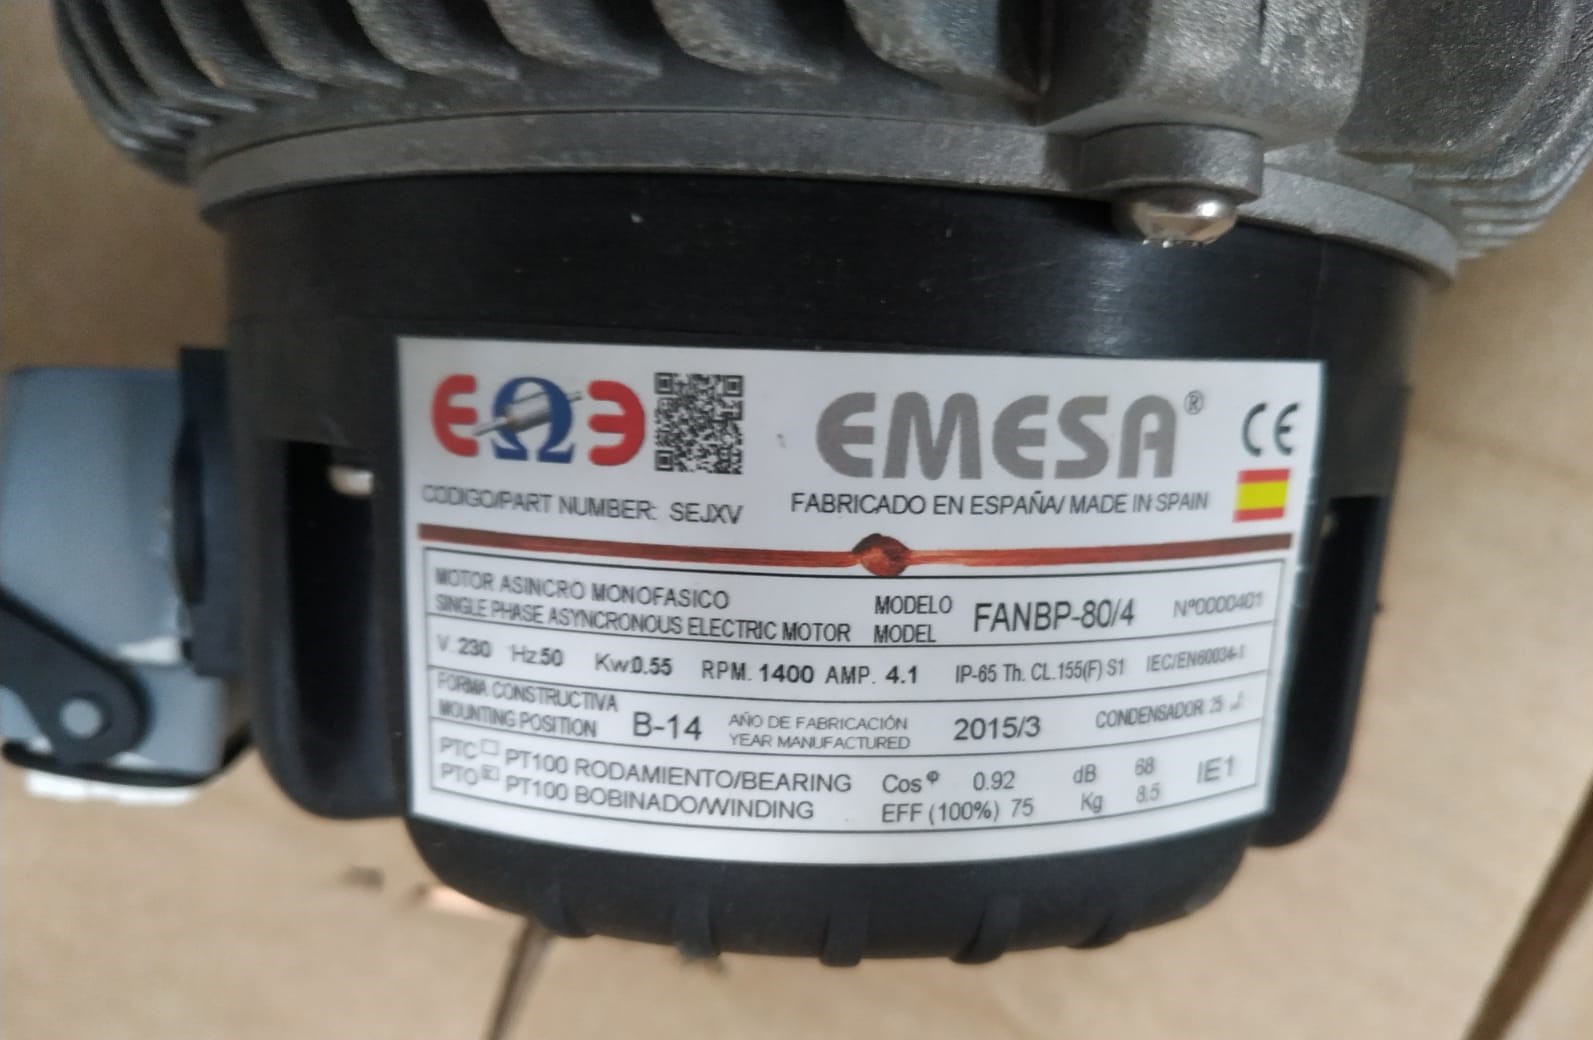 EΩ3
EMESA®
CE
CODIGO/PART NUMBER: SEJXV
FABRICADO EN ESPAÑA/ MADE IN SPAIN
MOTOR ASINCRO MONOFASICO
SINGLE PHASE ASYNCRONOUS ELECTRIC MOTOR
MODELO
MODEL
FANBP-80/4
Nº0000401
V. 230 Hz.50 Kw.0.55 RPM. 1400 AMP. 4.1 IP-65 Th. CL.155(F) S1 IEC/EN60034-1
FORMA CONSTRUCTIVA
MOUNTING POSITION
B-14
AÑO DE FABRICACIÓN
YEAR MANUFACTURED
2015/3
CONDENSADOR 25
PTC PT100 RODAMIENTO/BEARING
PTO PT100 BOBINADO/WINDING
Cos φ 0.92
EFF (100%) 75
dB 68
Kg 8.5
IE1